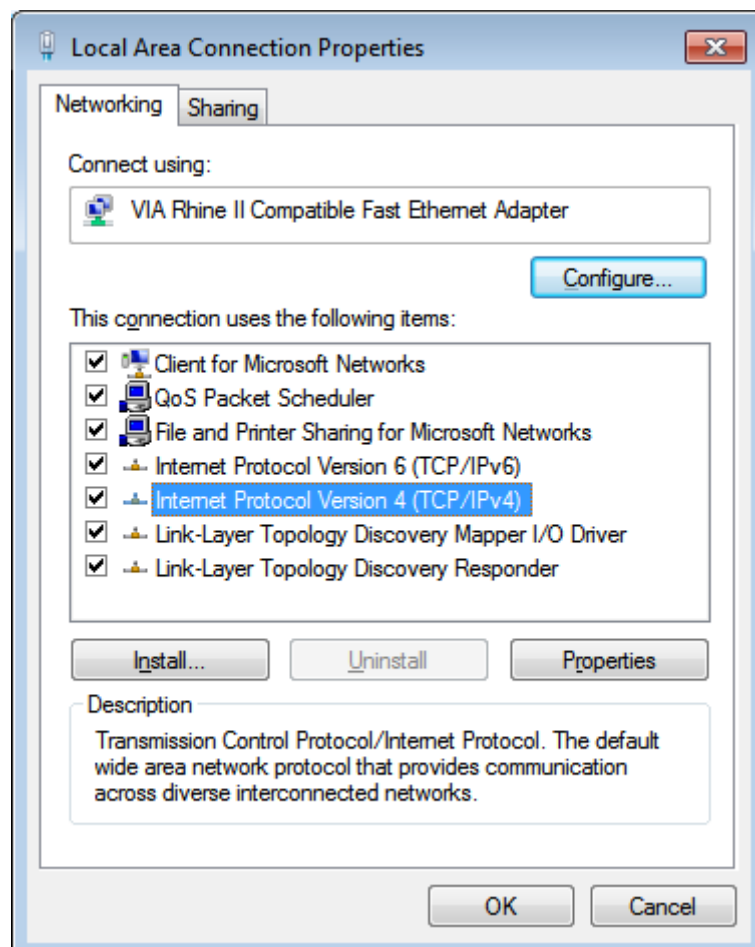 Local Area Connection Properties
Networking
Sharing
Connect using:
VIA Rhine II Compatible Fast Ethernet Adapter
Configure...
This connection uses the following items:
Client for Microsoft Networks
QoS Packet Scheduler
File and Printer Sharing for Microsoft Networks
Internet Protocol Version 6 (TCP/IPv6)
Internet Protocol Version 4 (TCP/IPv4)
Link-Layer Topology Discovery Mapper I/O Driver
Link-Layer Topology Discovery Responder
Install...
Uninstall
Properties
Description
Transmission Control Protocol/Internet Protocol. The default
wide area network protocol that provides communication
across diverse interconnected networks.
OK
Cancel